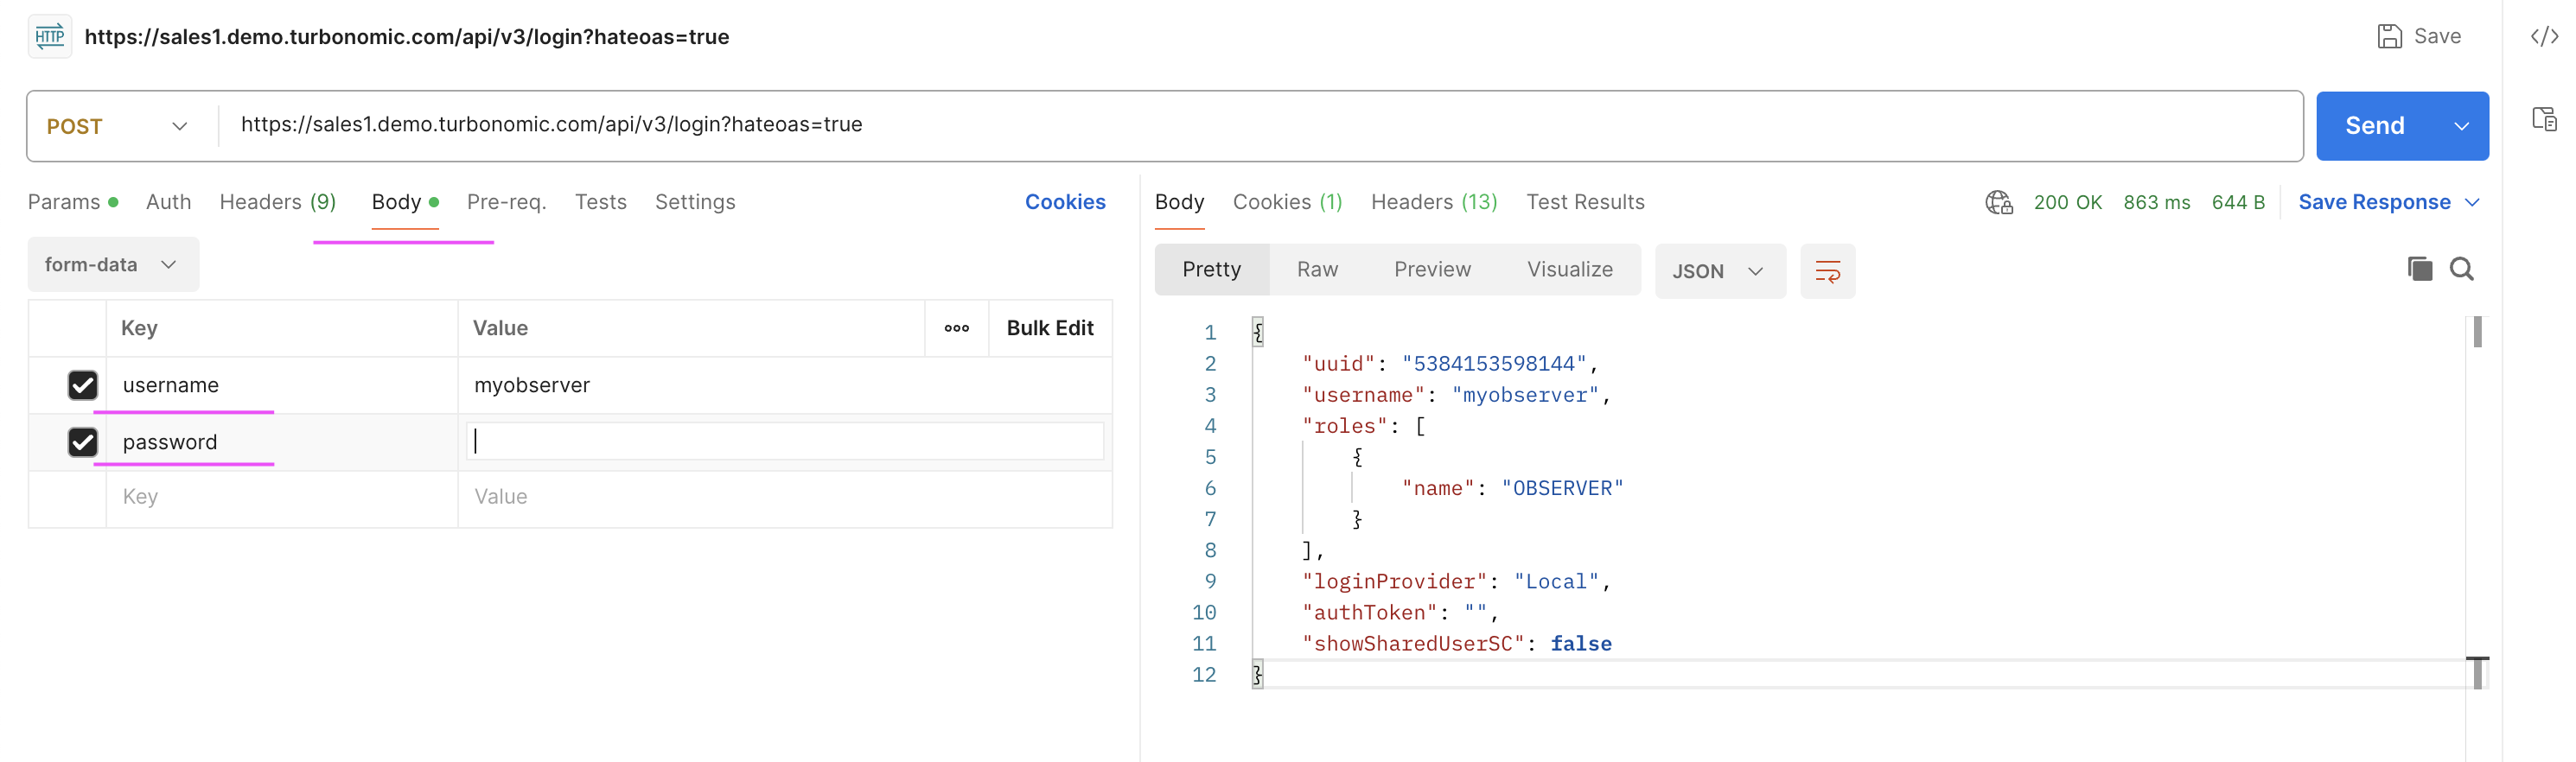 HTTP https://sales1.demo.turbonomic.com/api/v3/login?hateoas=true
Save
POST https://sales1.demo.turbonomic.com/api/v3/login?hateoas=true
Send
Params Auth Headers (9) Body Pre-req. Tests Settings Cookies
form-data
Key Value ooo Bulk Edit
username myobserver
password
Key Value
Body Cookies (1) Headers (13) Test Results 200 OK 863 ms 644 B Save Response
Pretty Raw Preview Visualize JSON
1 {
2 "uuid": "5384153598144",
3 "username": "myobserver",
4 "roles": [
5 {
6 "name": "OBSERVER"
7 }
8 ],
9 "loginProvider": "Local",
10 "authToken": "",
11 "showSharedUserSC": false
12 }